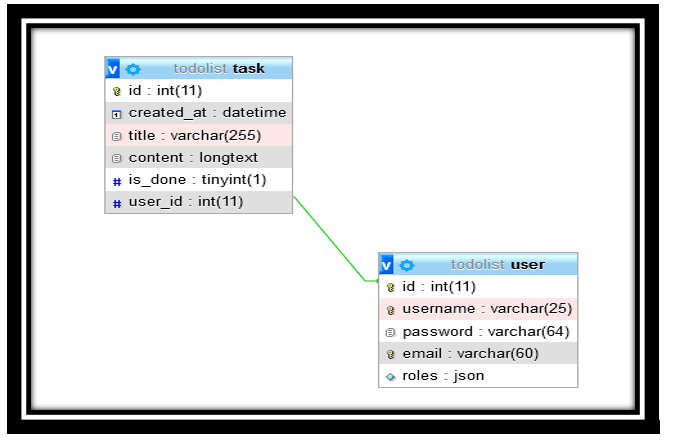 todolist task
id : int(11)
created_at : datetime
title : varchar(255)
content : longtext
# is_done : tinyint(1)
# user_id : int(11)
todolist user
id : int(11)
username : varchar(25)
password : varchar(64)
email : varchar(60)
roles : json